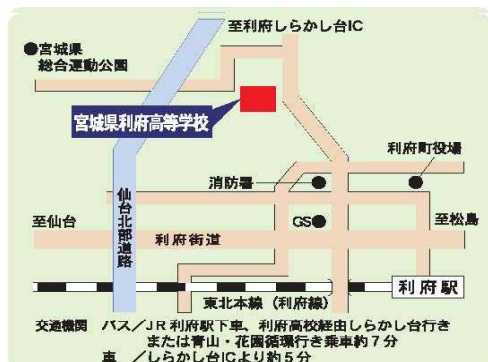 至利府しらかし台IC
●宮城県
総合運動公園
宮城県利府高等学校
利府町役場
消防署
仙台北部道路
GS
至仙台
利府街道
至松島
利府駅
東北本線（利府線）
交通機関　バス／JR利府駅下車、利府高校経由しらかし台行き
または青山・花園循環行き乗車約7分
車　／しらかし台ICより約5分